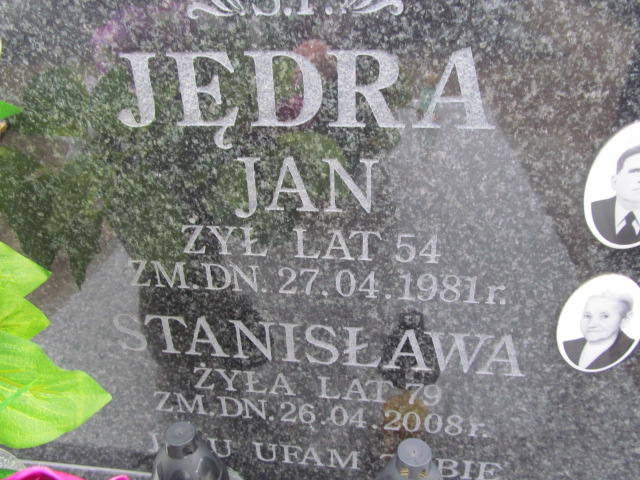 Ś.P.
JĘDRA
JAN
ŻYŁ LAT 54
ZM.DN.27.04.1981r.
STANISŁAWA
ŻYŁA LAT 79
ZM.DN.26.04.2008r.
UFAM